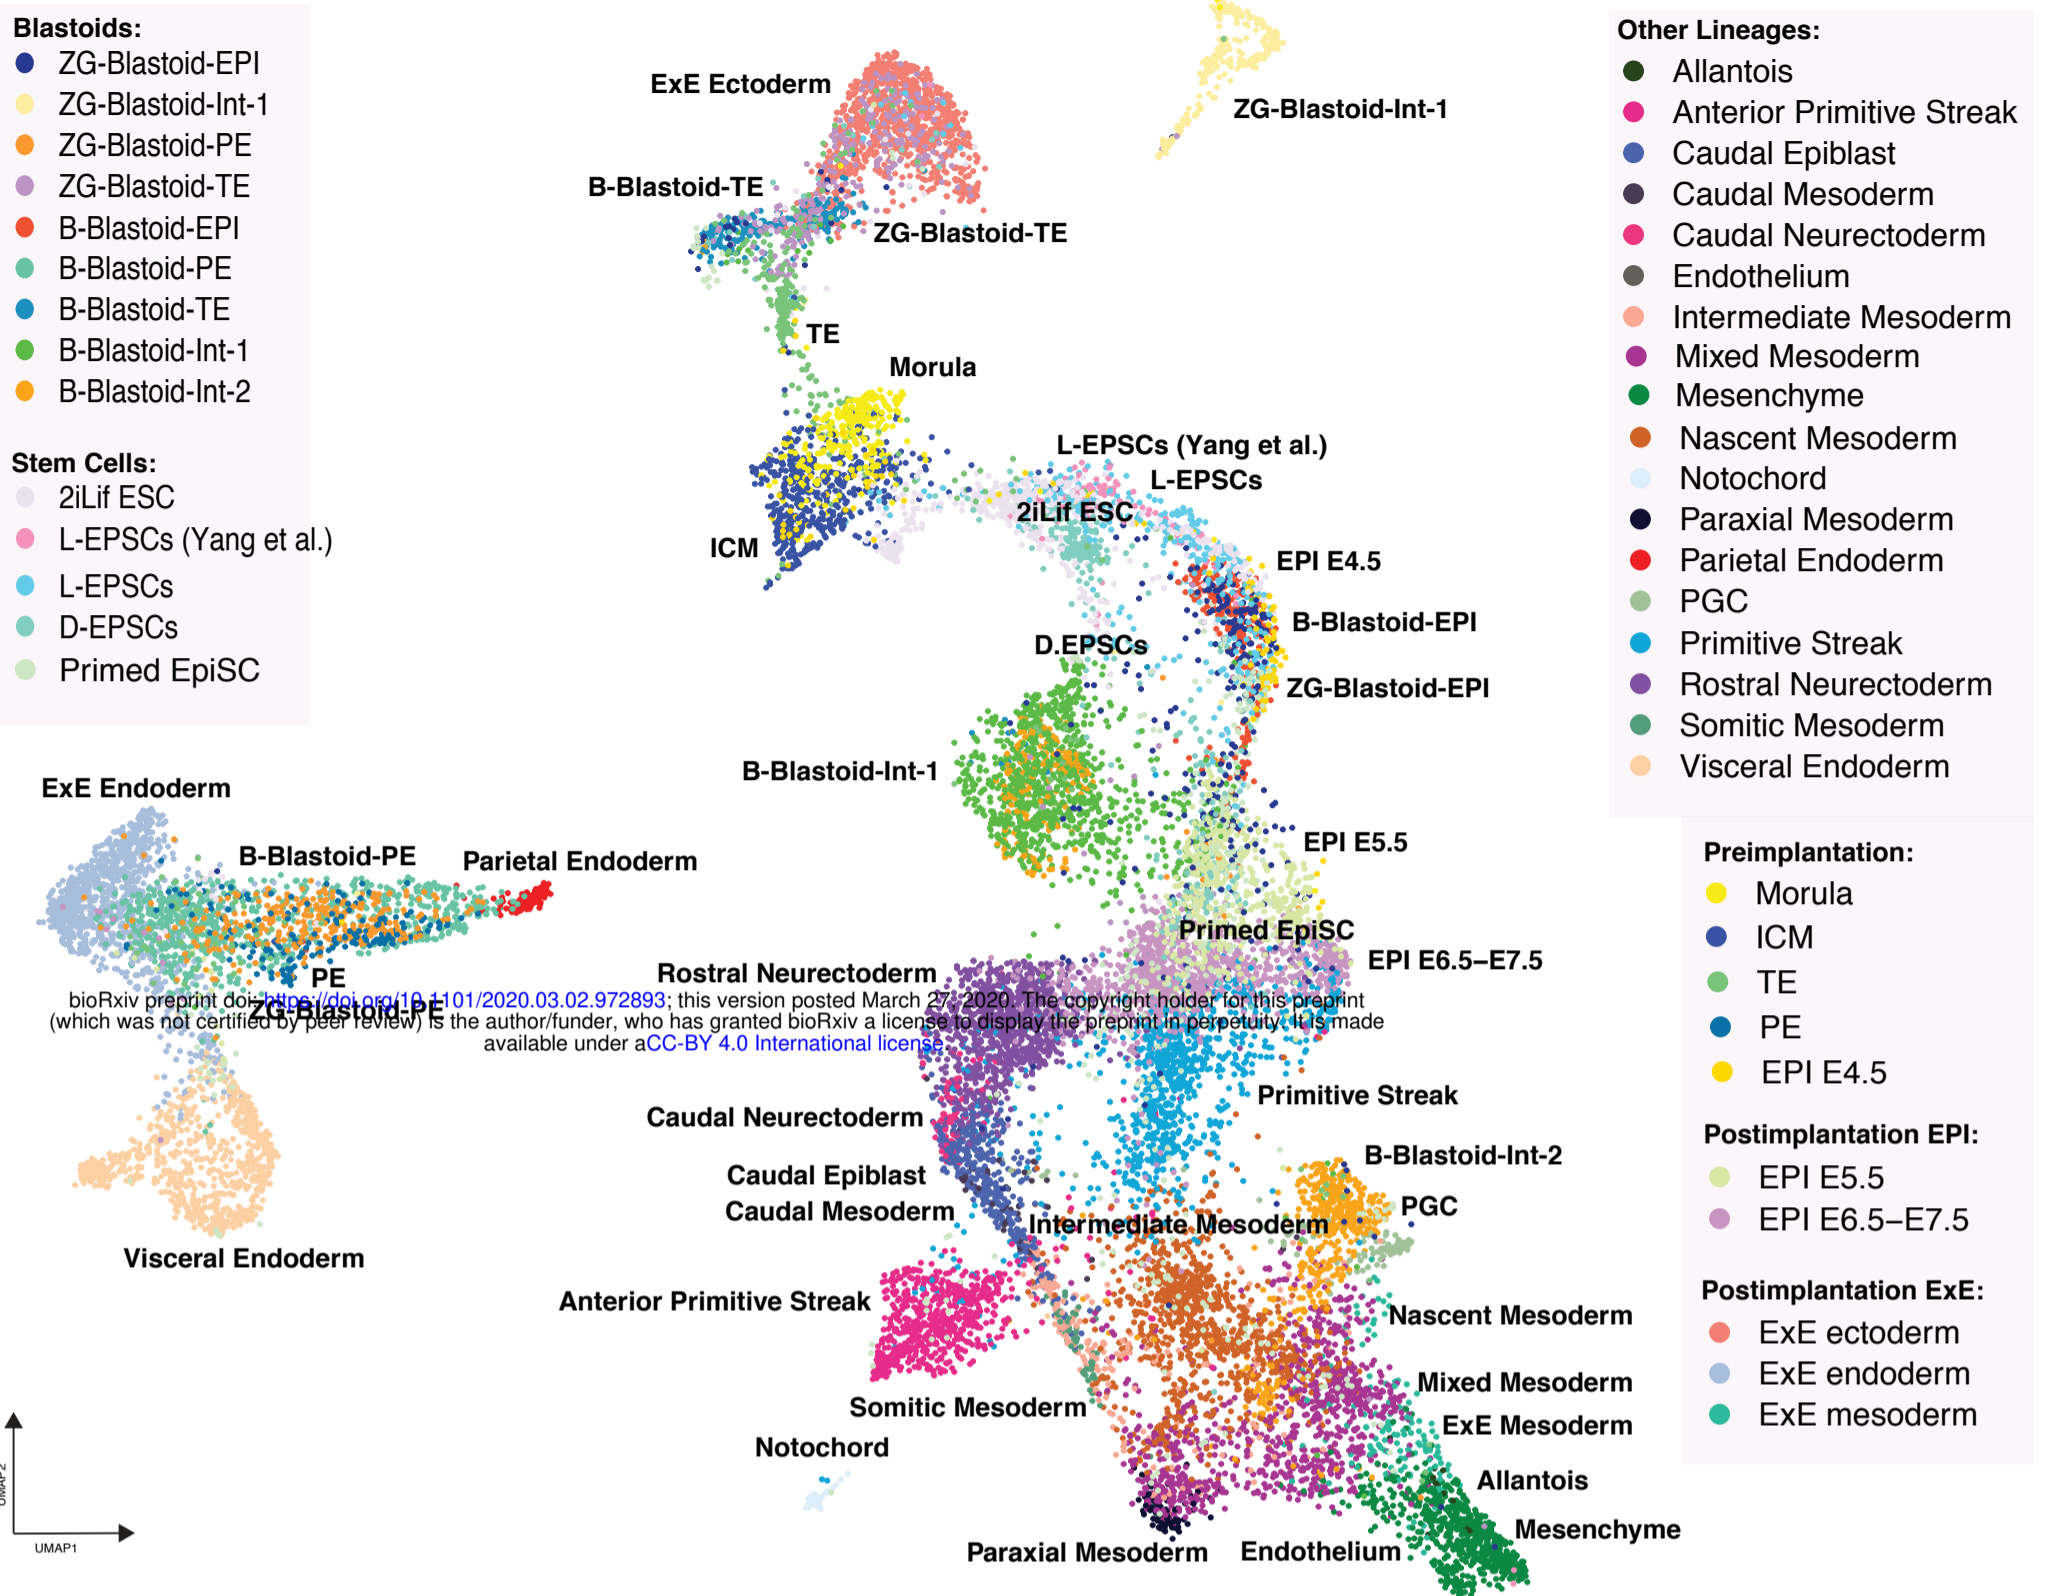 Blastoids:
ZG-Blastoid-EPI
ZG-Blastoid-Int-1
ZG-Blastoid-PE
ZG-Blastoid-TE
B-Blastoid-EPI
B-Blastoid-PE
B-Blastoid-TE
B-Blastoid-Int-1
B-Blastoid-Int-2
Stem Cells:
2iLif ESC
L-EPSCs (Yang et al.)
L-EPSCs
D-EPSCs
Primed EpiSC
ExE Ectoderm
ZG-Blastoid-Int-1
B-Blastoid-TE
ZG-Blastoid-TE
TE
Morula
L-EPSCs (Yang et al.)
L-EPSCs
2iLif ESC
ICM
EPI E4.5
B-Blastoid-EPI
D.EPSCs
ZG-Blastoid-EPI
B-Blastoid-Int-1
ExE Endoderm
B-Blastoid-PE
Parietal Endoderm
EPI E5.5
Primed EpiSC
EPI E6.5–E7.5
PE
ZG-Blastoid-PE
Rostral Neurectoderm
bioRxiv preprint doi: https://doi.org/10.1101/2020.03.02.972893; this version posted March 27, 2020. The copyright holder for this preprint
(which was not certified by peer review) is the author/funder, who has granted bioRxiv a license to display the preprint in perpetuity. It is made
available under aCC-BY 4.0 International license.
Primitive Streak
Caudal Neurectoderm
B-Blastoid-Int-2
Caudal Epiblast
PGC
Caudal Mesoderm
Intermediate Mesoderm
Visceral Endoderm
Anterior Primitive Streak
Nascent Mesoderm
Mixed Mesoderm
Somitic Mesoderm
ExE Mesoderm
Notochord
Allantois
Mesenchyme
Paraxial Mesoderm
Endothelium
UMAP2
UMAP1
Other Lineages:
Allantois
Anterior Primitive Streak
Caudal Epiblast
Caudal Mesoderm
Caudal Neurectoderm
Endothelium
Intermediate Mesoderm
Mixed Mesoderm
Mesenchyme
Nascent Mesoderm
Notochord
Paraxial Mesoderm
Parietal Endoderm
PGC
Primitive Streak
Rostral Neurectoderm
Somitic Mesoderm
Visceral Endoderm
Preimplantation:
Morula
ICM
TE
PE
EPI E4.5
Postimplantation EPI:
EPI E5.5
EPI E6.5–E7.5
Postimplantation ExE:
ExE ectoderm
ExE endoderm
ExE mesoderm